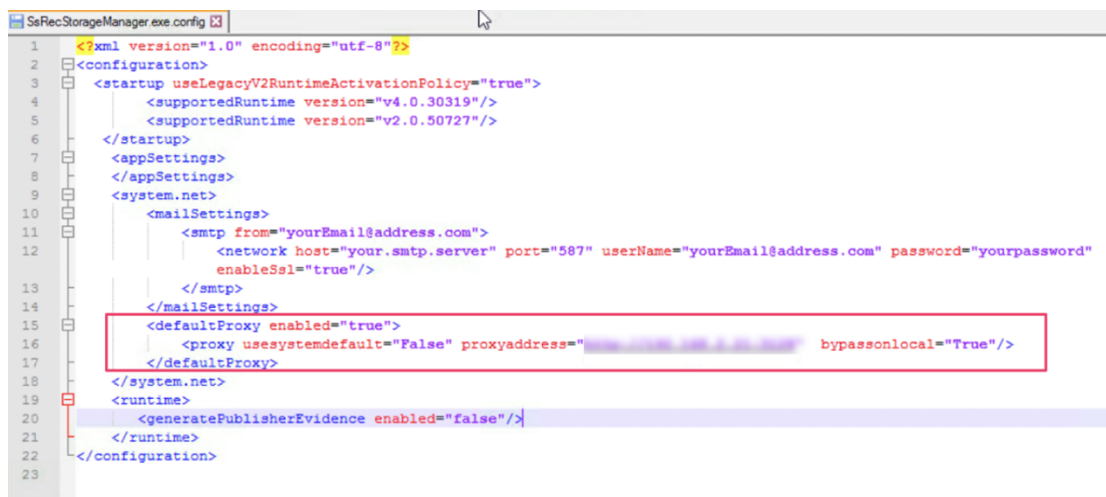 SsRecStorageManager.exe.config
1 <?xml version="1.0" encoding="utf-8"?>
2 <configuration>
3 <startup useLegacyV2RuntimeActivationPolicy="true">
4 <supportedRuntime version="v4.0.30319"/>
5 <supportedRuntime version="v2.0.50727"/>
6 </startup>
7 <appSettings>
8 </appSettings>
9 <system.net>
10 <mailSettings>
11 <smtp from="yourEmail@address.com">
12 <network host="your.smtp.server" port="587" userName="yourEmail@address.com" password="yourpassword"
enableSsl="true"/>
13 </smtp>
14 </mailSettings>
15 <defaultProxy enabled="true">
16 <proxy usesystemdefault="False" proxyaddress=" bypassonlocal="True"/>
17 </defaultProxy>
18 </system.net>
19 <runtime>
20 <generatePublisherEvidence enabled="false"/>
21 </runtime>
22 </configuration>
23